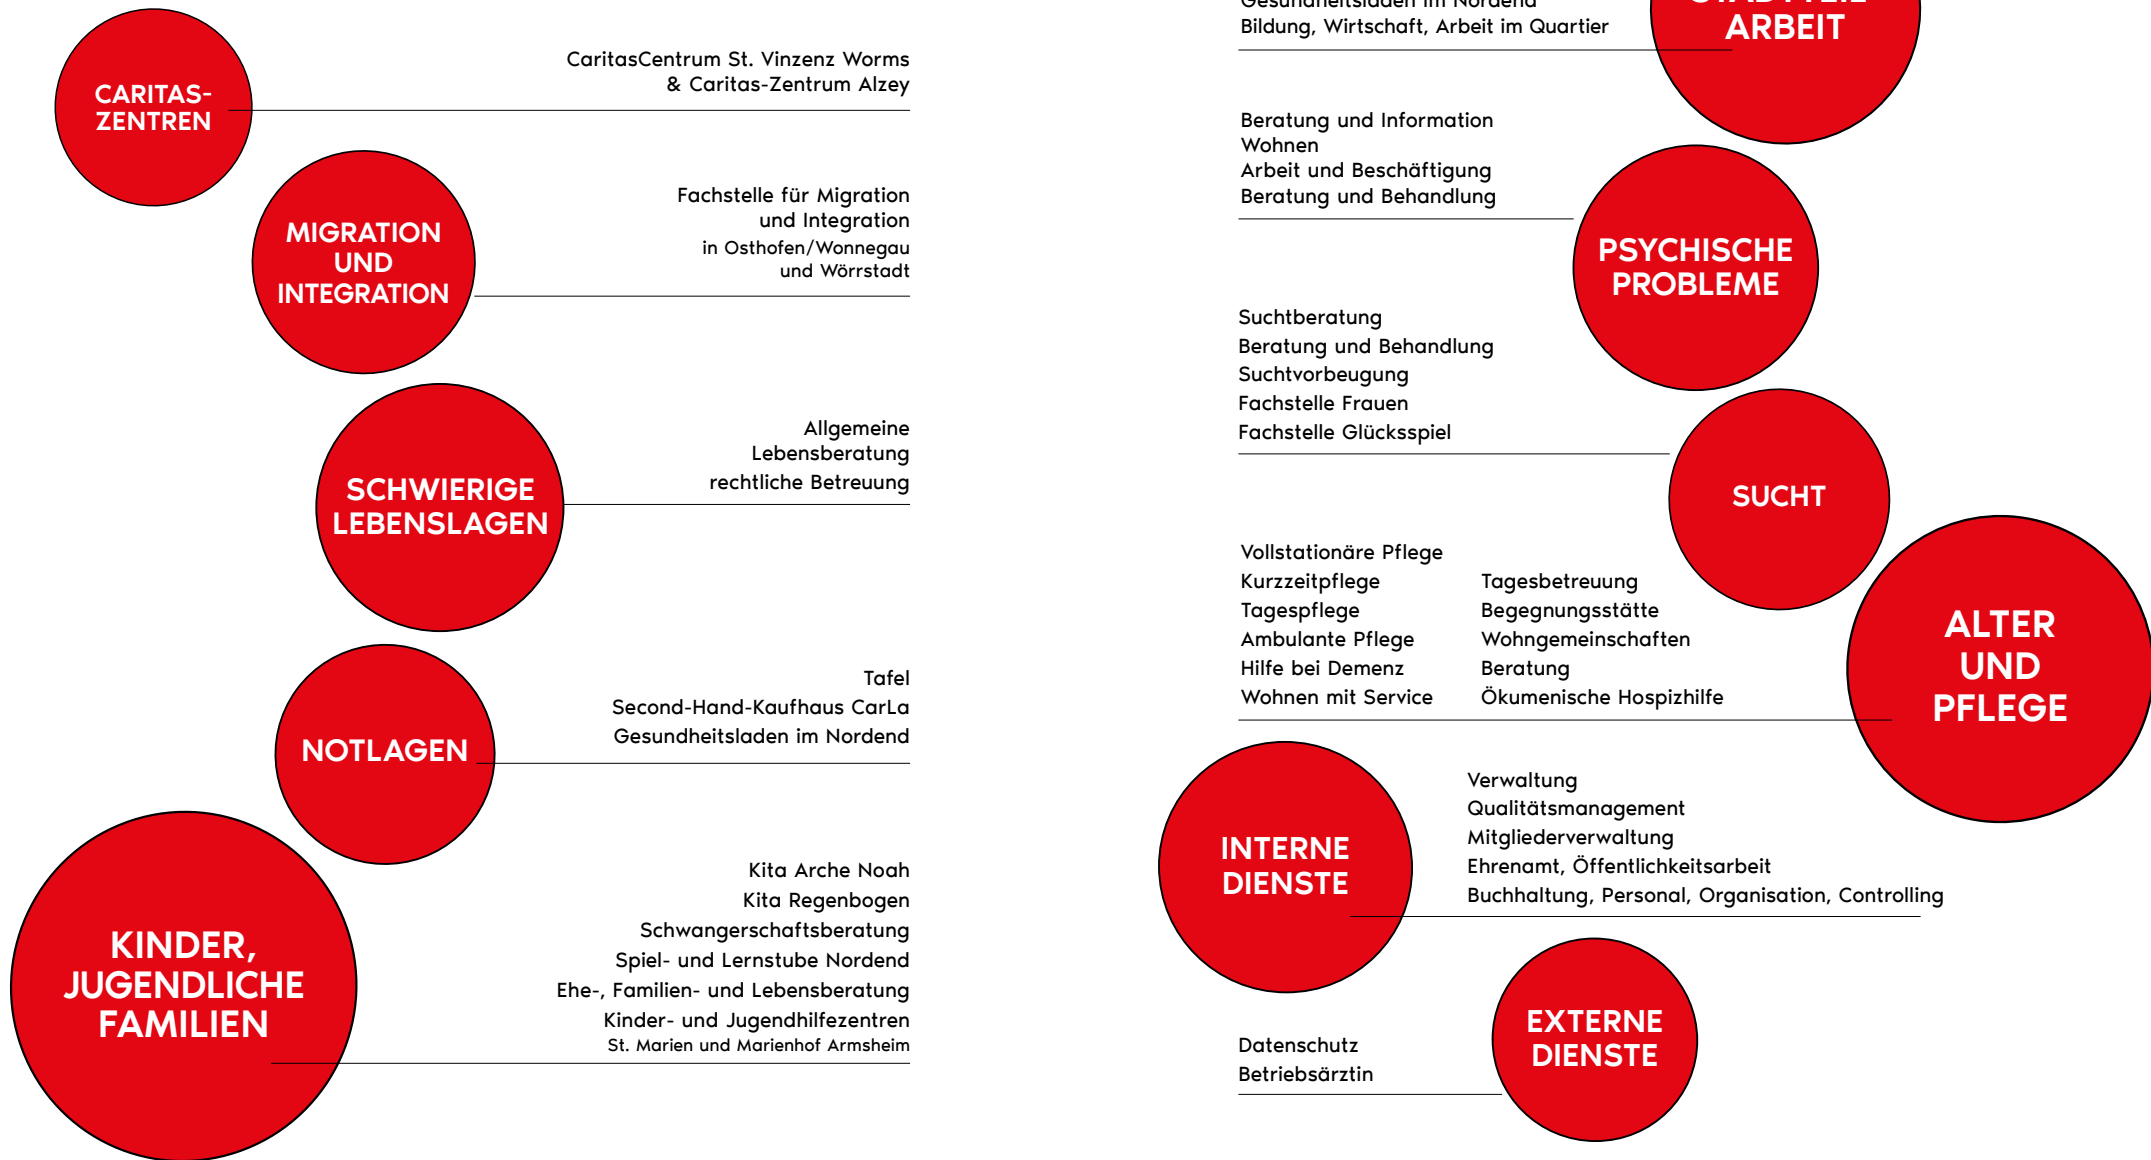 CARITAS-
ZENTREN
CaritasCentrum St. Vinzenz Worms
& Caritas-Zentrum Alzey
MIGRATION
UND
INTEGRATION
Fachstelle für Migration
und Integration
in Osthofen/Wonnegau
und Wörrstadt
SCHWIERIGE
LEBENSLAGEN
Allgemeine
Lebensberatung
rechtliche Betreuung
NOTLAGEN
Tafel
Second-Hand-Kaufhaus CarLa
Gesundheitsladen im Nordend
KINDER,
JUGENDLICHE
FAMILIEN
Kita Arche Noah
Kita Regenbogen
Schwangerschaftsberatung
Spiel- und Lernstube Nordend
Ehe-, Familien- und Lebensberatung
Kinder- und Jugendhilfezentren
St. Marien und Marienhof Armsheim
Gesundheitsladen im Nordend
Bildung, Wirtschaft, Arbeit im Quartier
STADTTEIL
ARBEIT
Beratung und Information
Wohnen
Arbeit und Beschäftigung
Beratung und Behandlung
PSYCHISCHE
PROBLEME
Suchtberatung
Beratung und Behandlung
Suchtvorbeugung
Fachstelle Frauen
Fachstelle Glücksspiel
SUCHT
Vollstationäre Pflege
Kurzzeitpflege
Tagespflege
Ambulante Pflege
Hilfe bei Demenz
Wohnen mit Service
Tagesbetreuung
Begegnungsstätte
Wohngemeinschaften
Beratung
Ökumenische Hospizhilfe
ALTER
UND
PFLEGE
INTERNE
DIENSTE
Verwaltung
Qualitätsmanagement
Mitgliederverwaltung
Ehrenamt, Öffentlichkeitsarbeit
Buchhaltung, Personal, Organisation, Controlling
EXTERNE
DIENSTE
Datenschutz
Betriebsärztin